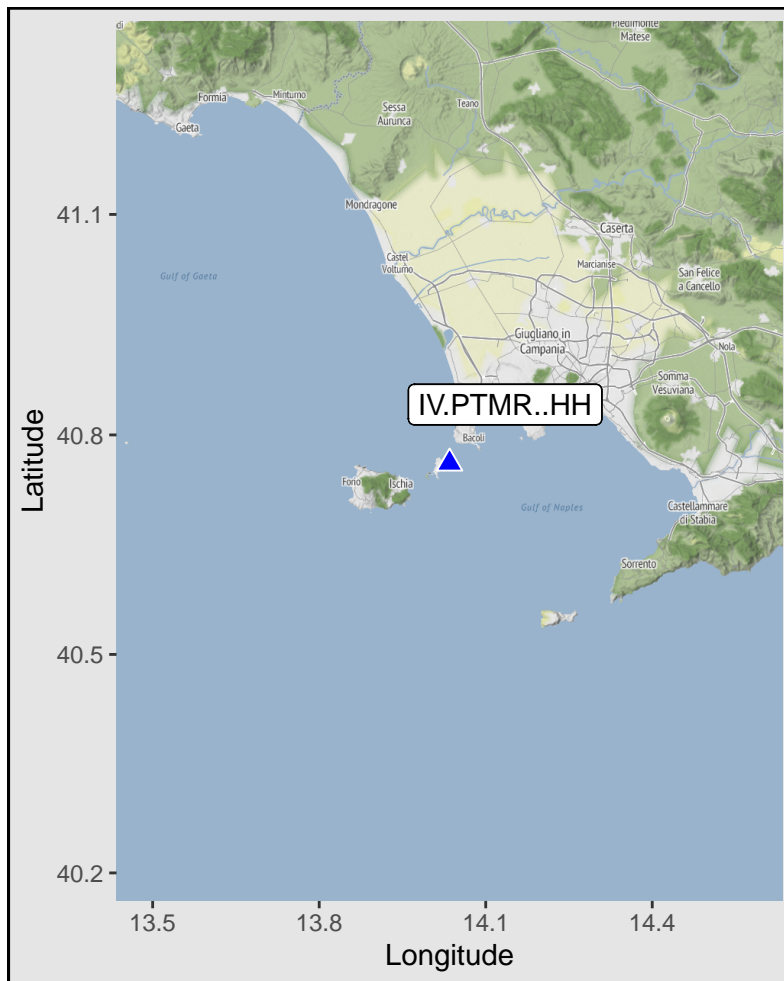 di
Piedimonte
Matese
Formia
Minturno
Sessa
Aurunca
Teano
Gaeta
Mondragone
Caserta
Castel
Volturno
Marcianise
Gulf of Gaeta
San Felice
a Cancello
Giugliano in
Campania
Nola
Somma
Vesuviana
IV.PTMR..HH
Bacoli
Forio
Ischia
Gulf of Naples
Castellammare
di Stabia
Sorrento
41.1
40.8
40.5
40.2
Latitude
13.5
13.8
14.1
14.4
Longitude